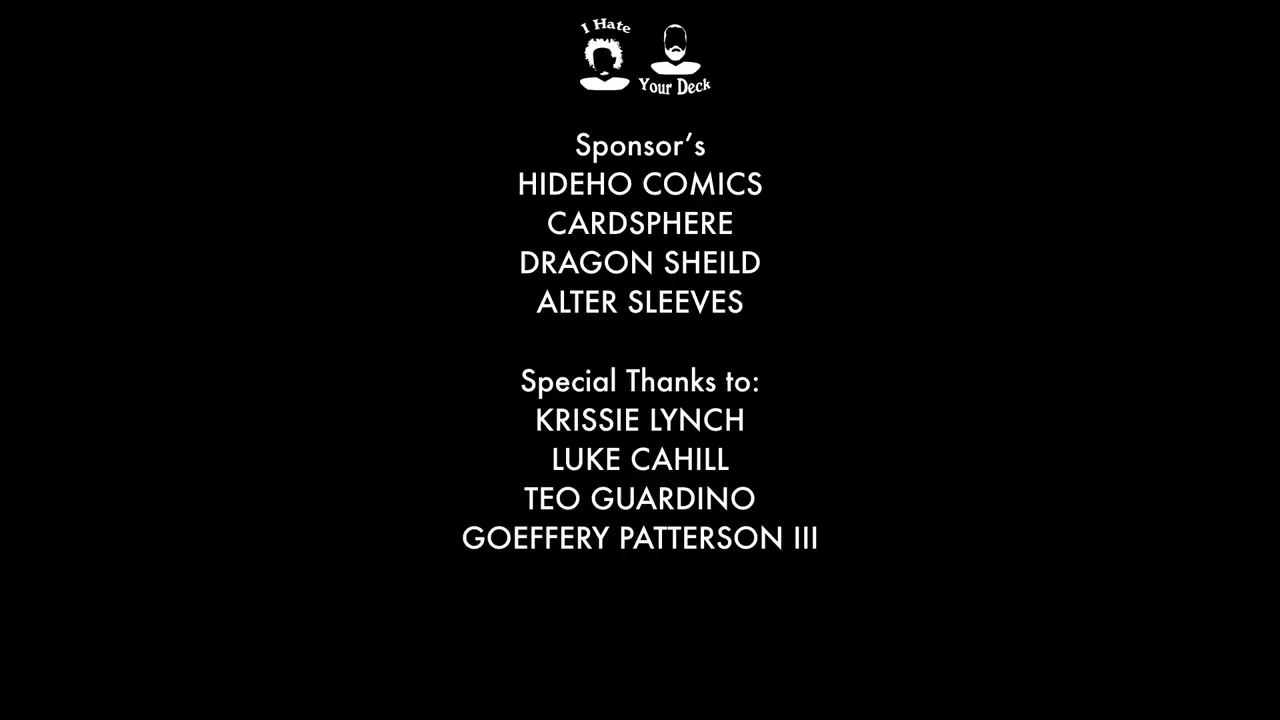 I Hate
Your Deck
Sponsor’s
HIDEHO COMICS
CARDSPHERE
DRAGON SHEILD
ALTER SLEEVES
Special Thanks to:
KRISSIE LYNCH
LUKE CAHILL
TEO GUARDINO
GOEFFERY PATTERSON III